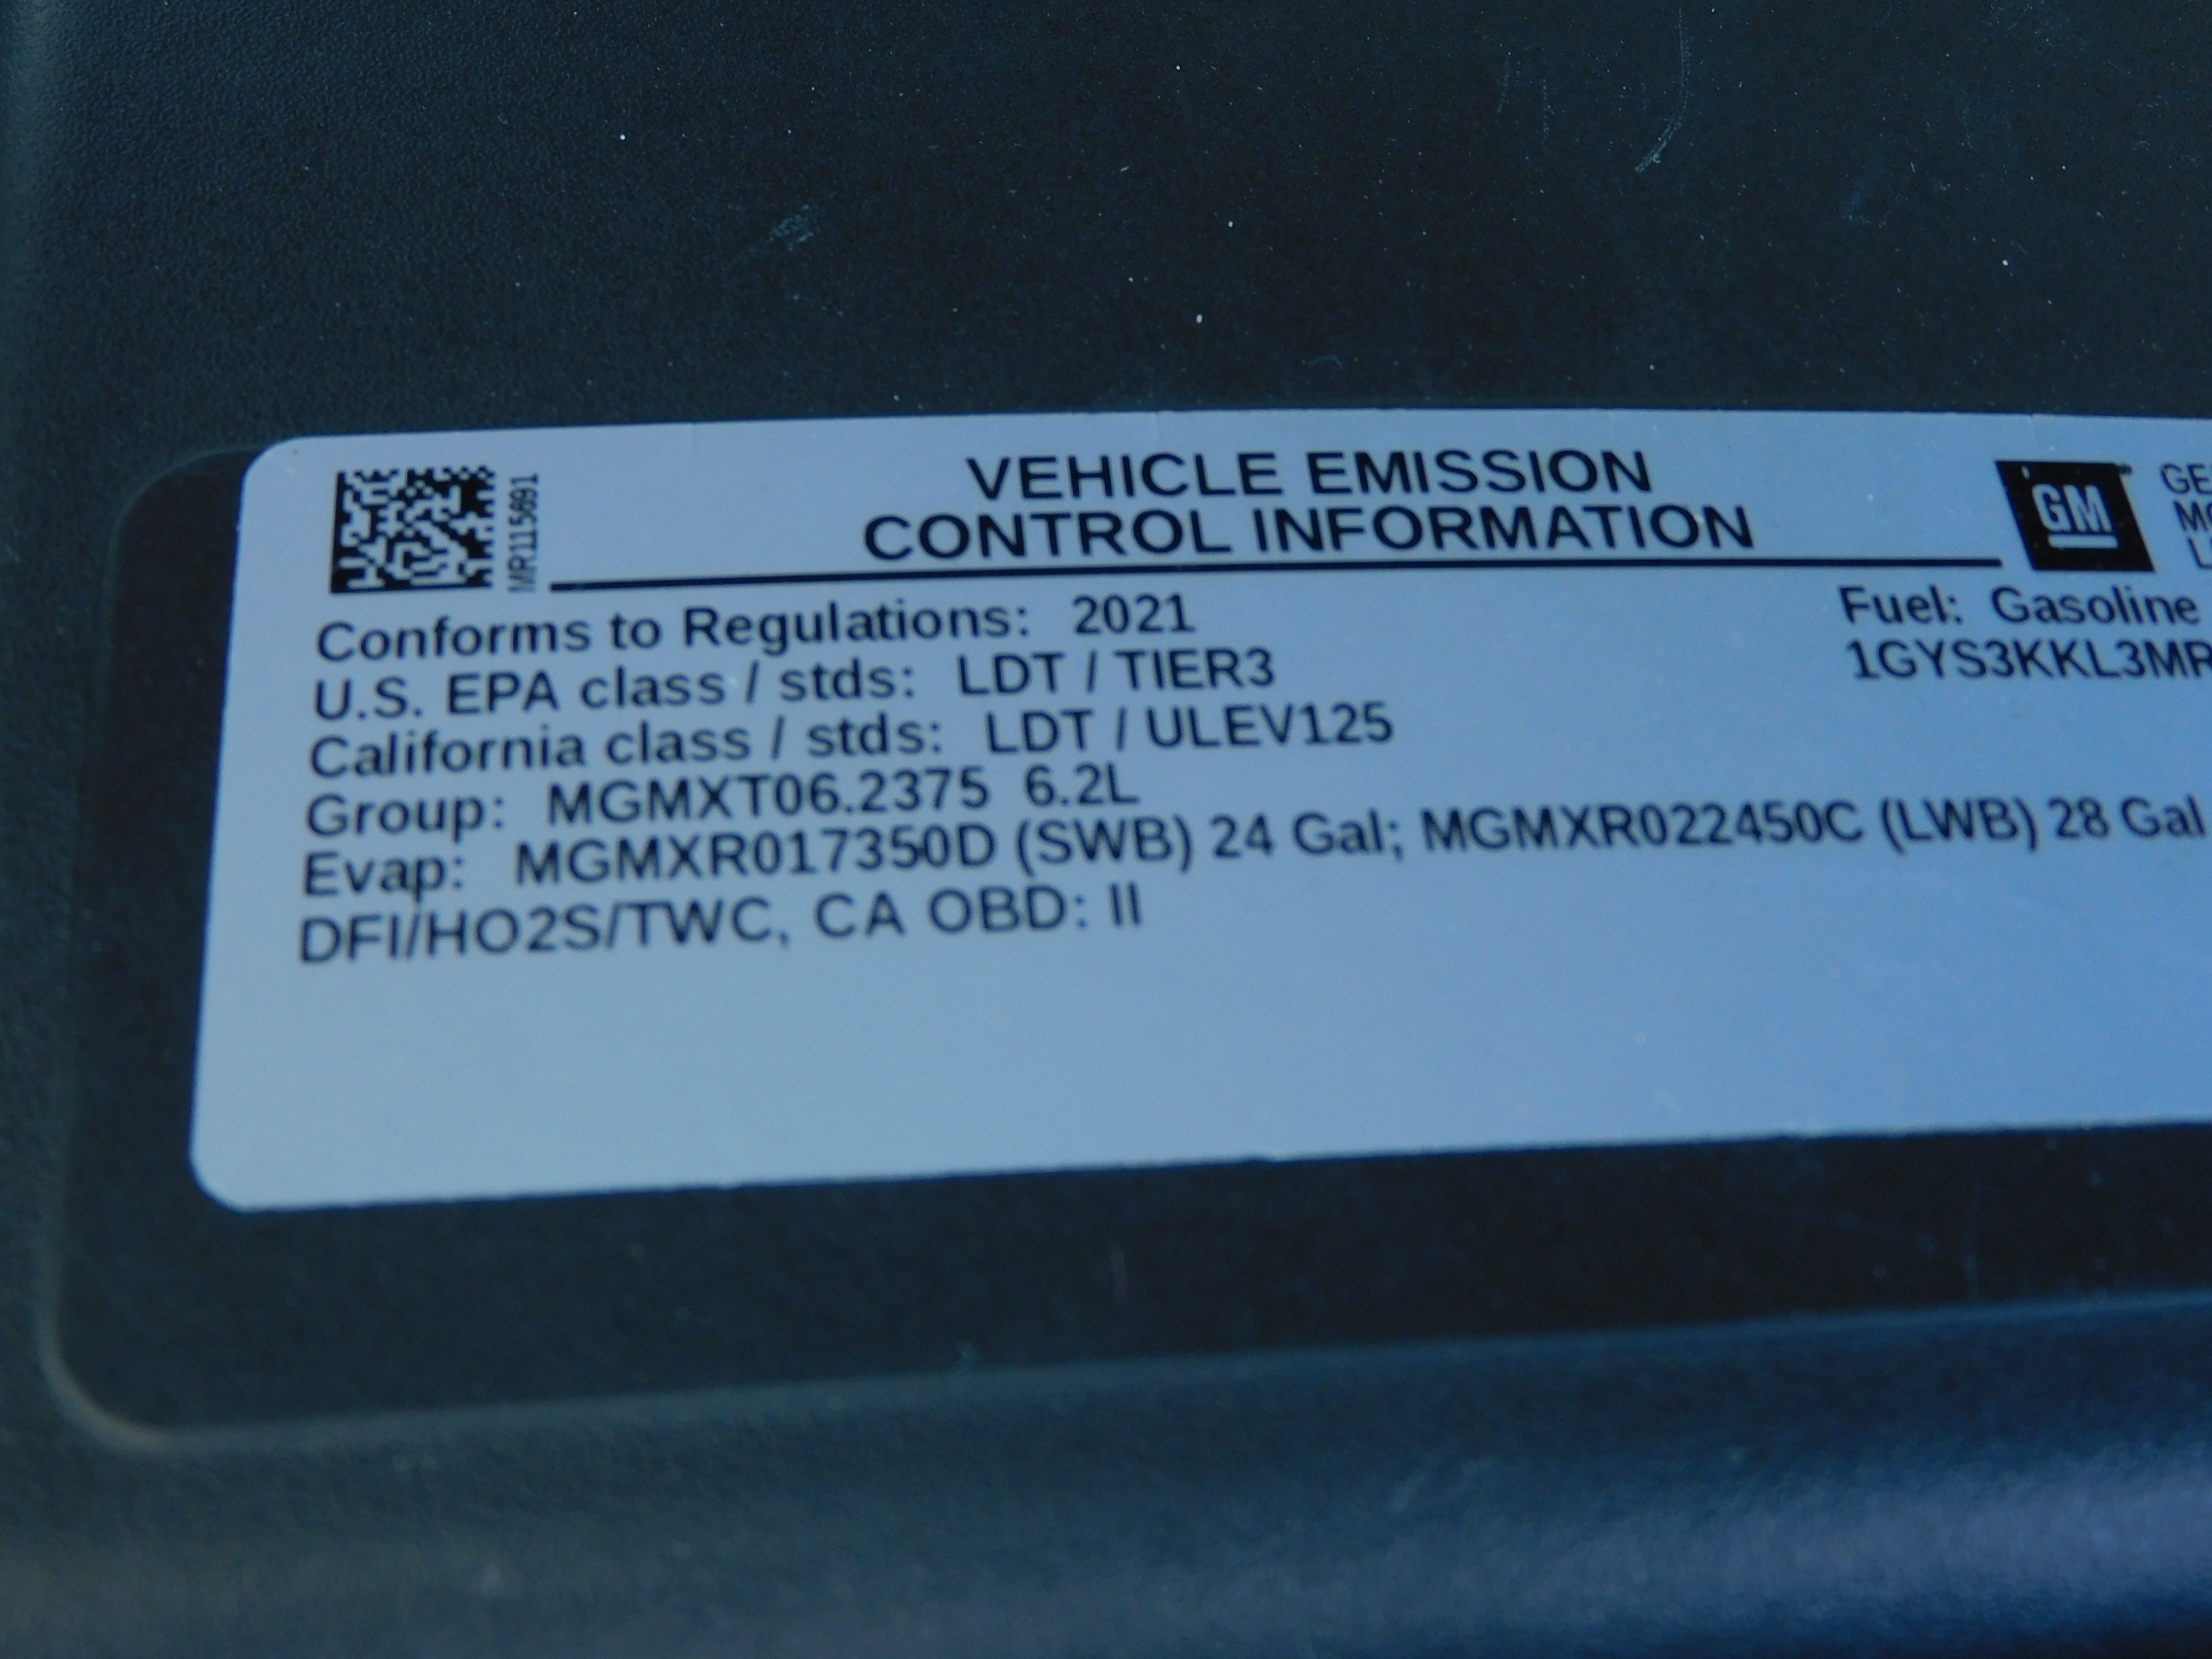 MR115691
VEHICLE EMISSION
CONTROL INFORMATION
GM
Conforms to Regulations: 2021
U.S. EPA class / stds: LDT / TIER3
California class / stds: LDT / ULEV125
Group: MGMXT06.2375 6.2L
Evap: MGMXR017350D (SWB) 24 Gal; MGMXR022450C (LWB) 28 Gal
DFI/HO2S/TWC, CA OBD: II
Fuel: Gasoline
1GYS3KKL3MR